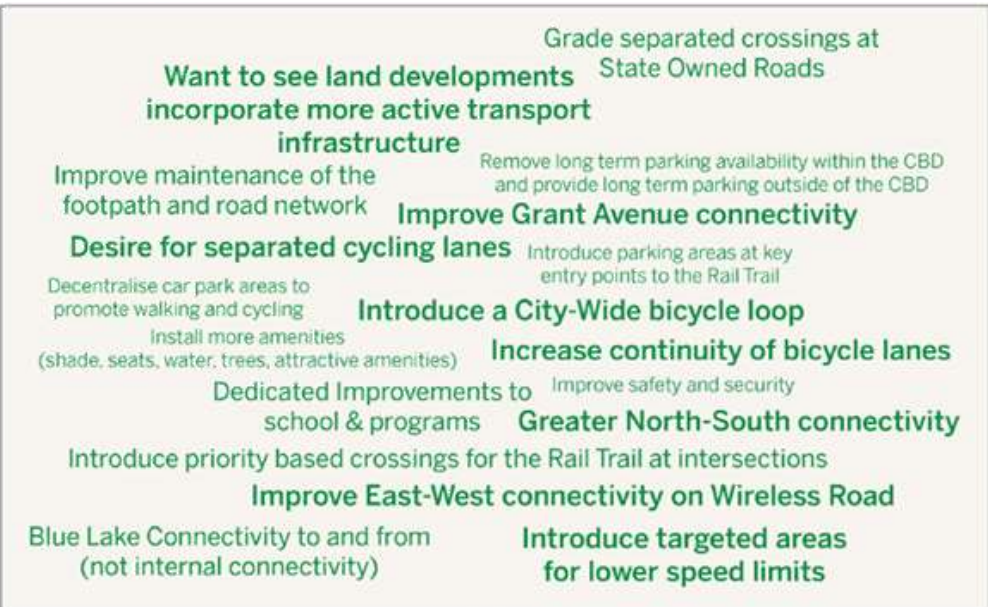 Grade separated crossings at
State Owned Roads
Want to see land developments
incorporate more active transport
infrastructure
Remove long term parking availability within the CBD
and provide long term parking outside of the CBD
Improve maintenance of the
footpath and road network
Improve Grant Avenue connectivity
Desire for separated cycling lanes
Introduce parking areas at key
entry points to the Rail Trail
Decentralise car park areas to
promote walking and cycling
Introduce a City-Wide bicycle loop
Install more amenities
(shade, seats, water, trees, attractive amenities)
Increase continuity of bicycle lanes
Dedicated Improvements to
school & programs
Improve safety and security
Greater North-South connectivity
Introduce priority based crossings for the Rail Trail at intersections
Improve East-West connectivity on Wireless Road
Blue Lake Connectivity to and from
(not internal connectivity)
Introduce targeted areas
for lower speed limits